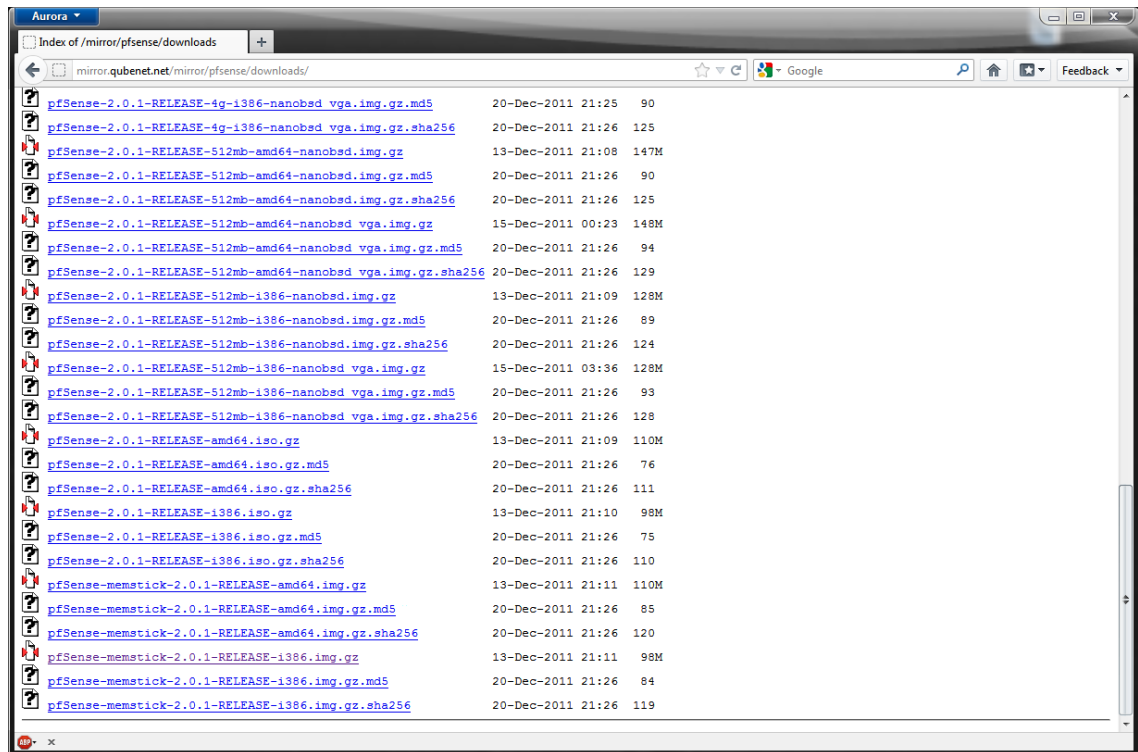 Aurora
Index of /mirror/pfsense/downloads
mirror.qubenet.net/mirror/pfsense/downloads/ Google Feedback
pfSense-2.0.1-RELEASE-4g-i386-nanobsd_vga.img.gz.md5 20-Dec-2011 21:25 90
pfSense-2.0.1-RELEASE-4g-i386-nanobsd_vga.img.gz.sha256 20-Dec-2011 21:26 125
pfSense-2.0.1-RELEASE-512mb-amd64-nanobsd.img.gz 13-Dec-2011 21:08 147M
pfSense-2.0.1-RELEASE-512mb-amd64-nanobsd.img.gz.md5 20-Dec-2011 21:26 90
pfSense-2.0.1-RELEASE-512mb-amd64-nanobsd.img.gz.sha256 20-Dec-2011 21:26 125
pfSense-2.0.1-RELEASE-512mb-amd64-nanobsd_vga.img.gz 15-Dec-2011 00:23 148M
pfSense-2.0.1-RELEASE-512mb-amd64-nanobsd_vga.img.gz.md5 20-Dec-2011 21:26 94
pfSense-2.0.1-RELEASE-512mb-amd64-nanobsd_vga.img.gz.sha256 20-Dec-2011 21:26 129
pfSense-2.0.1-RELEASE-512mb-i386-nanobsd.img.gz 13-Dec-2011 21:09 128M
pfSense-2.0.1-RELEASE-512mb-i386-nanobsd.img.gz.md5 20-Dec-2011 21:26 89
pfSense-2.0.1-RELEASE-512mb-i386-nanobsd.img.gz.sha256 20-Dec-2011 21:26 124
pfSense-2.0.1-RELEASE-512mb-i386-nanobsd_vga.img.gz 15-Dec-2011 03:36 128M
pfSense-2.0.1-RELEASE-512mb-i386-nanobsd_vga.img.gz.md5 20-Dec-2011 21:26 93
pfSense-2.0.1-RELEASE-512mb-i386-nanobsd_vga.img.gz.sha256 20-Dec-2011 21:26 128
pfSense-2.0.1-RELEASE-amd64.iso.gz 13-Dec-2011 21:09 110M
pfSense-2.0.1-RELEASE-amd64.iso.gz.md5 20-Dec-2011 21:26 76
pfSense-2.0.1-RELEASE-amd64.iso.gz.sha256 20-Dec-2011 21:26 111
pfSense-2.0.1-RELEASE-i386.iso.gz 13-Dec-2011 21:10 98M
pfSense-2.0.1-RELEASE-i386.iso.gz.md5 20-Dec-2011 21:26 75
pfSense-2.0.1-RELEASE-i386.iso.gz.sha256 20-Dec-2011 21:26 110
pfSense-memstick-2.0.1-RELEASE-amd64.img.gz 13-Dec-2011 21:11 110M
pfSense-memstick-2.0.1-RELEASE-amd64.img.gz.md5 20-Dec-2011 21:26 85
pfSense-memstick-2.0.1-RELEASE-amd64.img.gz.sha256 20-Dec-2011 21:26 120
pfSense-memstick-2.0.1-RELEASE-i386.img.gz 13-Dec-2011 21:11 98M
pfSense-memstick-2.0.1-RELEASE-i386.img.gz.md5 20-Dec-2011 21:26 84
pfSense-memstick-2.0.1-RELEASE-i386.img.gz.sha256 20-Dec-2011 21:26 119
ABP